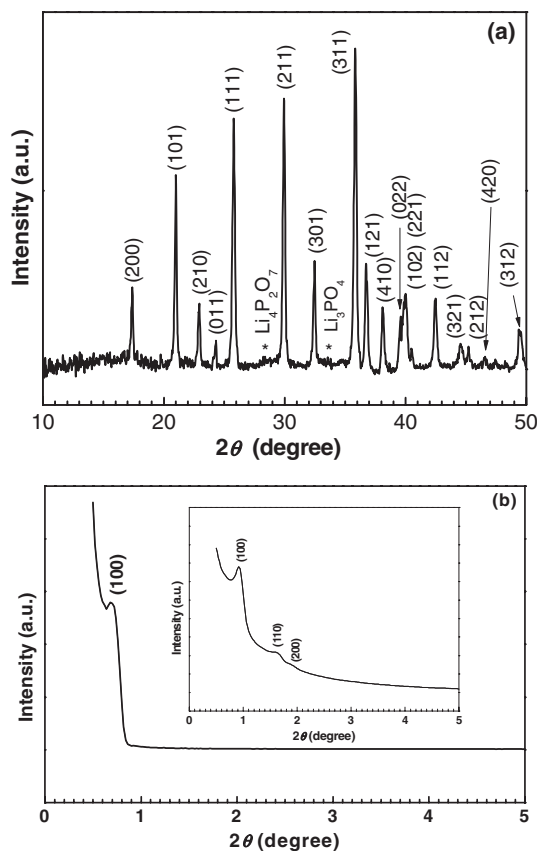 (a)
Intensity (a.u.)
(200)
(101)
(210)
(011)
(111)
* Li₄P₂O₇
(211)
(301)
* Li₃PO₄
(311)
(121)
(410)
(022)
(102) (221)
(112)
(321)
(212)
(420)
(312)
10 20 30 40 50
2θ (degree)
(b)
Intensity (a.u.)
(100)
Intensity (a.u.)
(100)
(110)
(200)
0 1 2 3 4 5
2θ (degree)
0 1 2 3 4 5
2θ (degree)